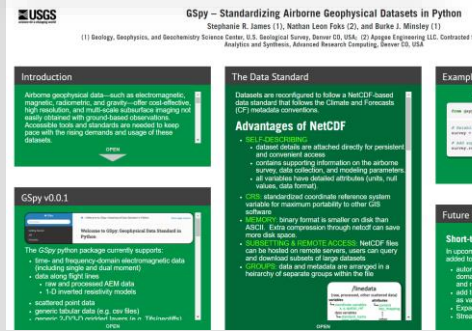 USGS
GSpy – Standardizing Airborne Geophysical Datasets in Python
Stephanie R. James (1), Nathan Leon Foks (2), and Burke J. Minsley (1)
(1) Geology, Geophysics, and Geochemistry Science Center, U.S. Geological Survey, Denver CO, USA; (2) Apogee Engineering LLC. Contracted
Analytics and Synthesis, Advanced Research Computing, Denver CO, USA
Introduction
Airborne geophysical data—such as electromagnetic,
magnetic, radiometric, and gravity—offer cost-effective,
high resolution, and multi-scale subsurface imaging not
easily obtained with ground-based observations.
Accessible tools and standards are needed to keep
pace with the rising demands and usage of these
datasets.
OPEN
GSpy v0.0.1
Welcome to GSpy: Geophysical Data Standard in
Python
The GSpy python package currently supports:
time- and frequency-domain electromagnetic data
(including single and dual moment)
data along flight lines
raw and processed AEM data
1-D inverted resistivity models
scattered point data
generic tabular data (e.g. csv files)
OPEN
The Data Standard
Datasets are reconfigured to follow a NetCDF-based
data standard that follows the Climate and Forecasts
(CF) metadata conventions.
Advantages of NetCDF
SELF-DESCRIBING
dataset details are attached directly for persistent
and convenient access
contains supporting information on the airborne
survey, data collection, and modeling parameters.
all variables have detailed attributes (units, null
values, data format).
CRS: standardized coordinate reference system
variable for maximum portability to other GIS
software
MEMORY: binary format is smaller on disk than
ASCII. Extra compression through netcdf can save
more disk space.
SUBSETTING & REMOTE ACCESS: NetCDF files
can be hosted on remote servers, users can query
and download subsets of large datasets
GROUPS: data and metadata are arranged in a
heirarchy of separate groups within the file
/linedata
OPEN
Exampl
Future
Short-t